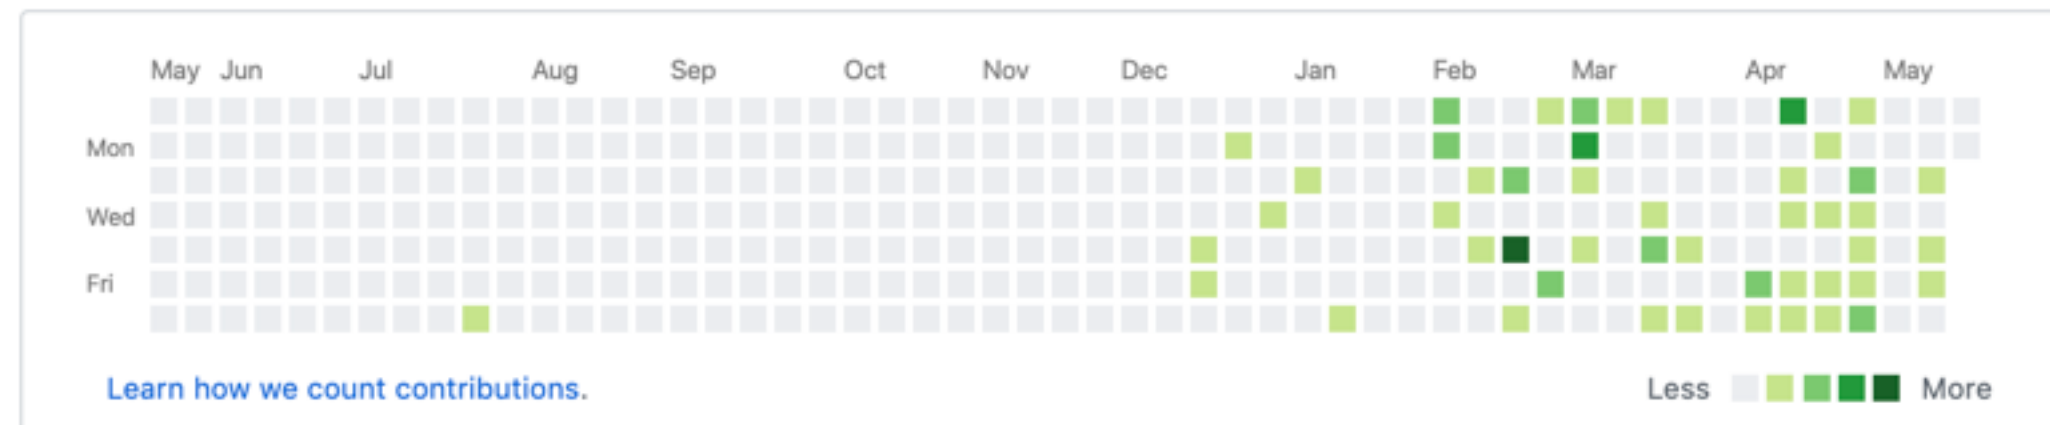 May Jun Jul Aug Sep Oct Nov Dec Jan Feb Mar Apr May
Mon
Wed
Fri
Learn how we count contributions.
Less More